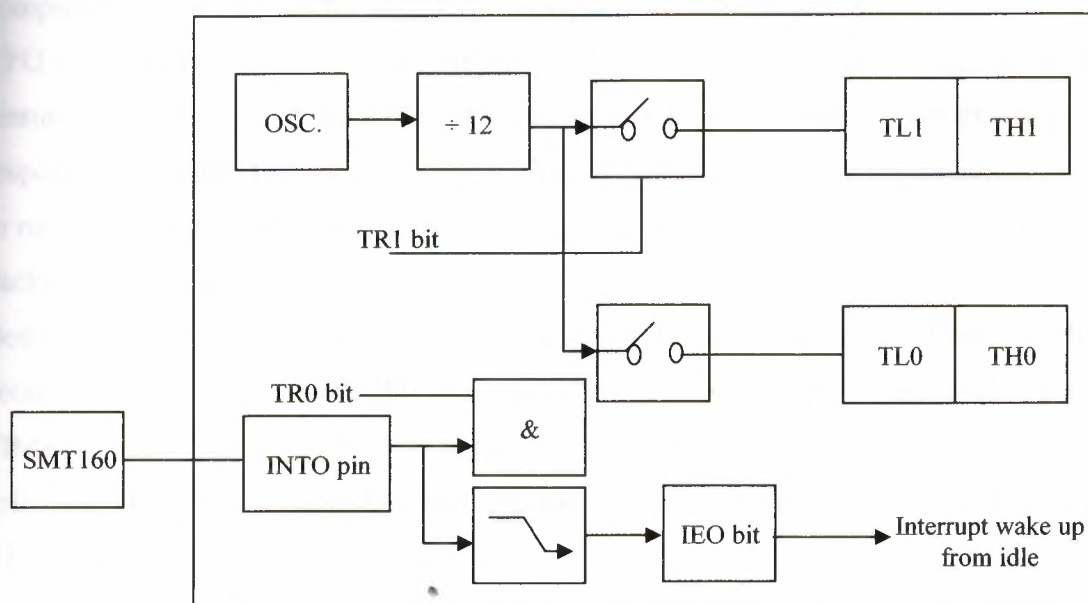 OSC.
÷ 12
TL1
TH1
TR1 bit
TL0
TH0
TR0 bit
&
SMT160
INTO pin
IEO bit
Interrupt wake up
from idle